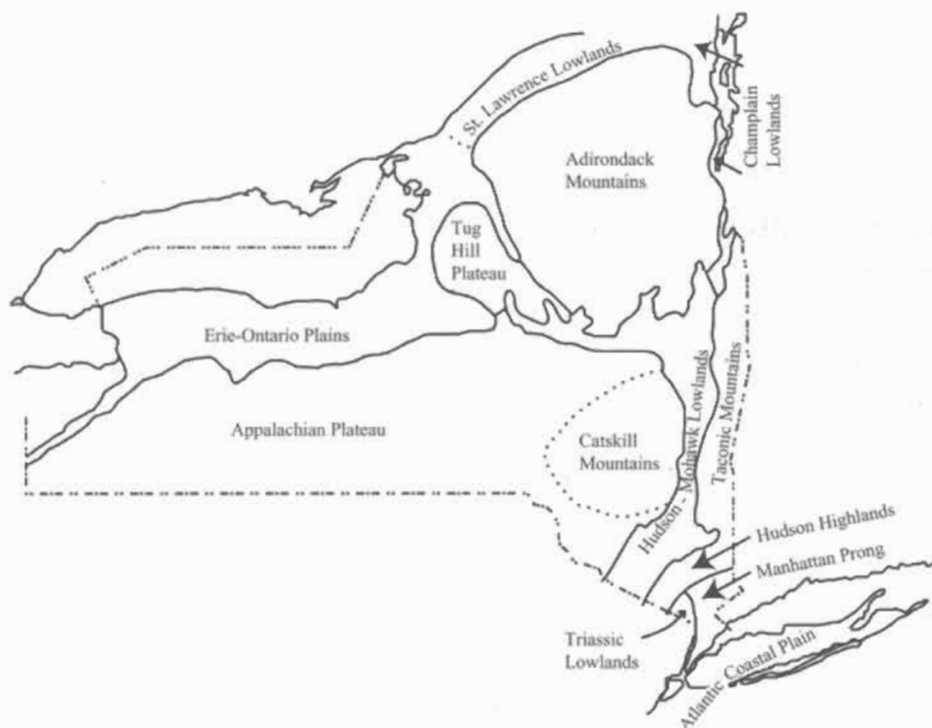 St. Lawrence Lowlands
Champlain
Lowlands
Adirondack
Mountains
Tug
Hill
Plateau
Erie-Ontario Plains
Hudson - Mohawk Lowlands
Taconic Mountains
Appalachian Plateau
Catskill
Mountains
Hudson Highlands
Manhattan Prong
Triassic
Lowlands
Atlantic Coastal Plain